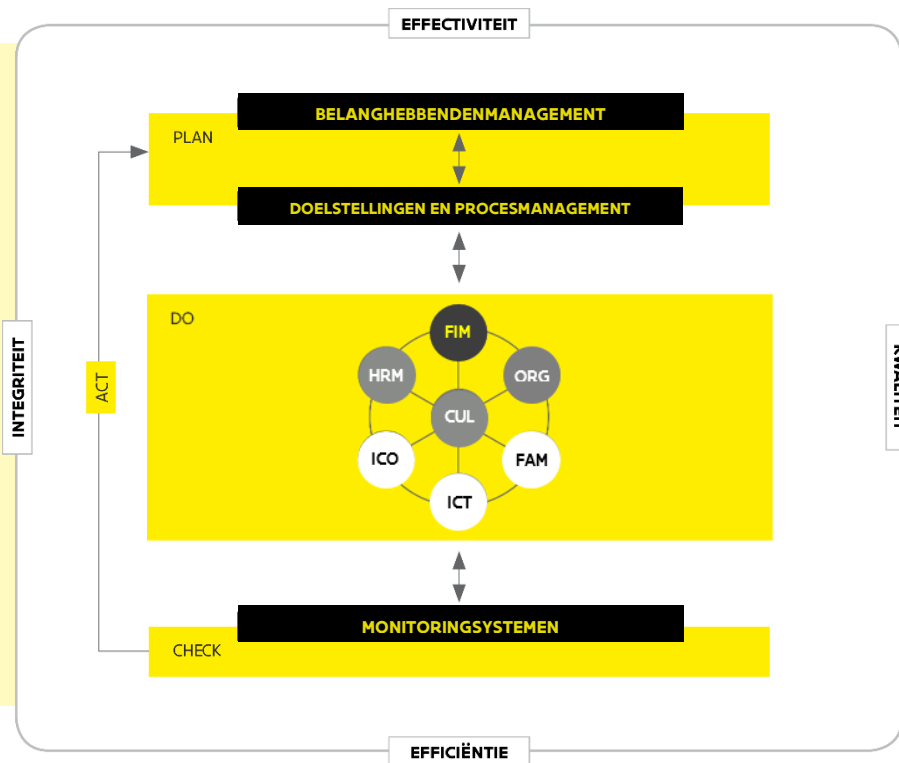 EFFECTIVITEIT
BELANGHEBBENDENMANAGEMENT
PLAN
DOELSTELLINGEN EN PROCESMANAGEMENT
DO
FIM
HRM
ORG
INTEGRITEIT
ACT
CUL
ICO
FAM
ICT
MONITORINGSYSTEMEN
CHECK
EFFICIËNTIE